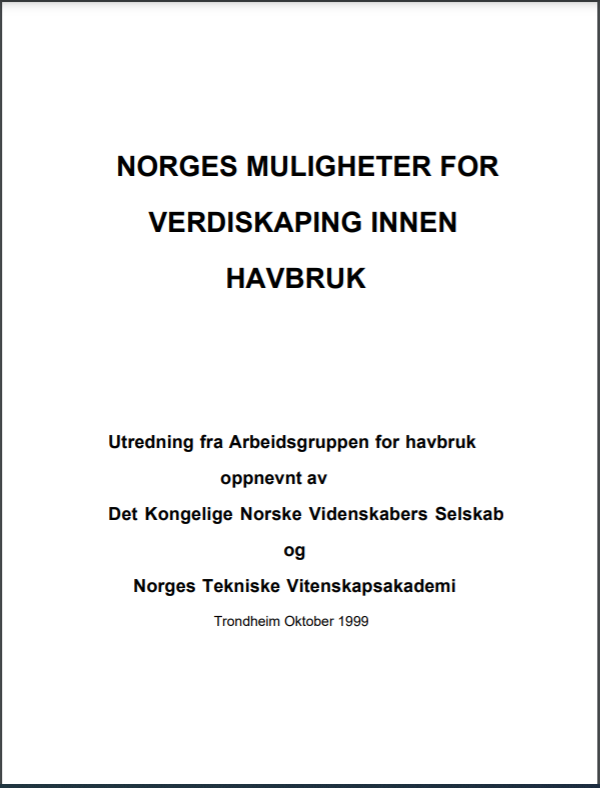 NORGES MULIGHETER FOR
VERDISKAPING INNEN
HAVBRUK
Utredning fra Arbeidsgruppen for havbruk
oppnevnt av
Det Kongelige Norske Videnskabers Selskab
og
Norges Tekniske Vitenskapsakademi
Trondheim Oktober 1999